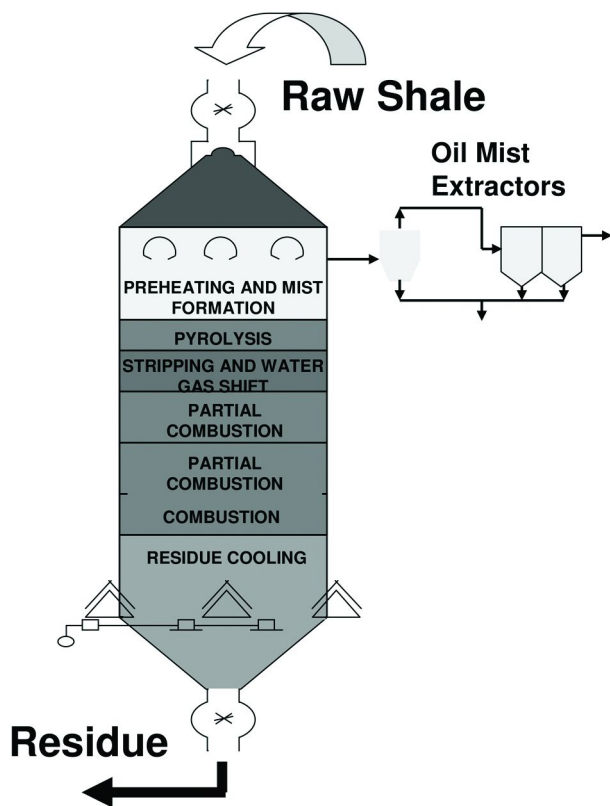 Raw Shale
Oil Mist
Extractors
PREHEATING AND MIST
FORMATION
PYROLYSIS
STRIPPING AND WATER
GAS SHIFT
PARTIAL
COMBUSTION
PARTIAL
COMBUSTION
COMBUSTION
RESIDUE COOLING
Residue